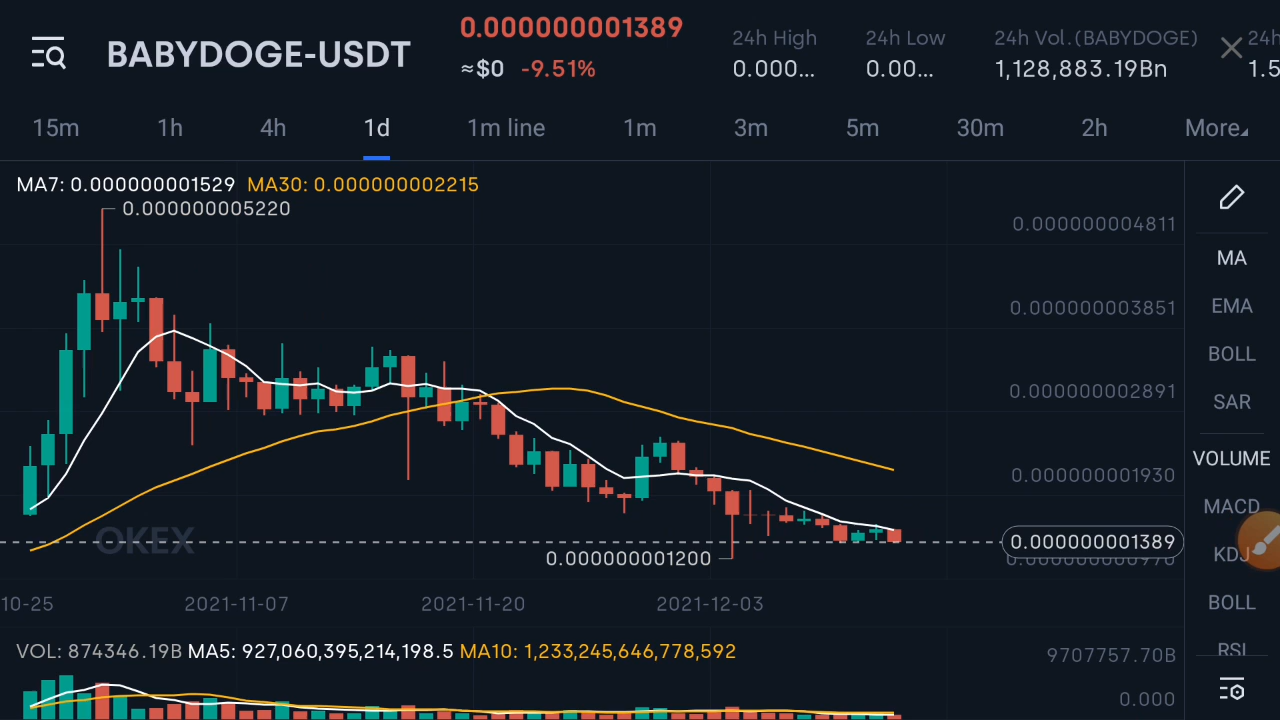 BABYDOGE-USDT
0.000000001389
≈$0 -9.51%
24h High
0.000...
24h Low
0.00...
24h Vol.(BABYDOGE)
1,128,883.19Bn
24h
1.5
15m 1h 4h 1d 1m line 1m 3m 5m 30m 2h More
MA7: 0.000000001529 MA30: 0.000000002215
0.000000005220
0.000000004811
0.000000003851
0.000000002891
0.000000001930
0.000000001389
0.000000000970
0.000000001200
OKEX
10-25 2021-11-07 2021-11-20 2021-12-03
VOL: 874346.19B MA5: 927,060,395,214,198.5 MA10: 1,233,245,646,778,592
9707757.70B
0.000
MA
EMA
BOLL
SAR
VOLUME
MACD
KDJ
BOLL
RSI